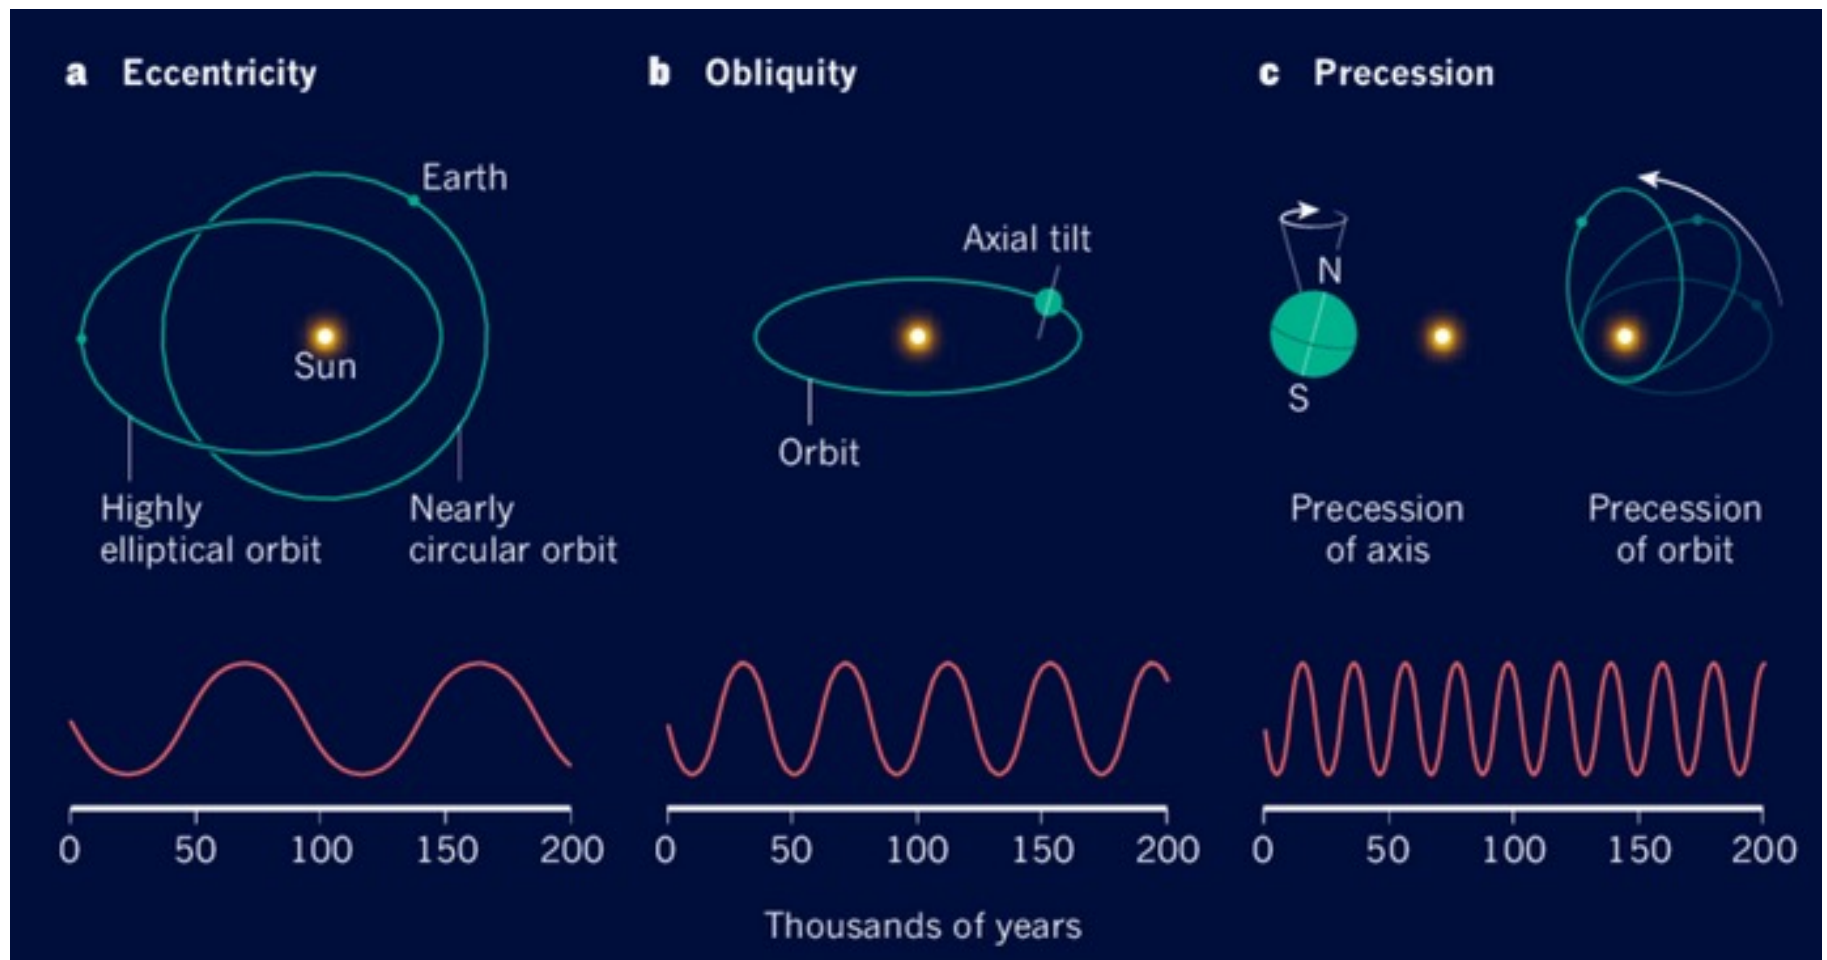 a Eccentricity
Earth
Sun
Highly
elliptical orbit
Nearly
circular orbit
0 50 100 150 200
b Obliquity
Axial tilt
Orbit
0 50 100 150 200
c Precession
N
S
Precession
of axis
Precession
of orbit
0 50 100 150 200
Thousands of years